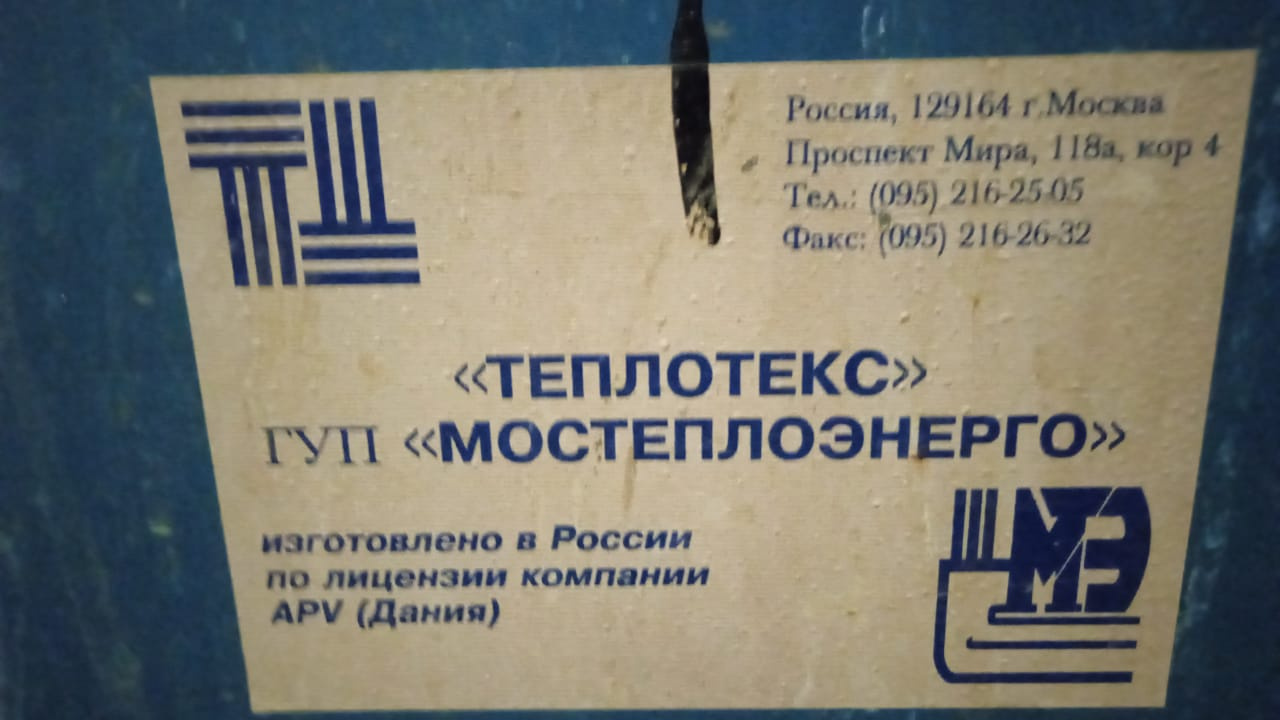 Россия, 129164 г.Москва
Проспект Мира, 118а, кор 4
Тел.: (095) 216-25-05
Факс: (095) 216-26-32
«ТЕПЛОТЕКС»
ГУП «МОСТЕПЛОЭНЕРГО»
изготовлено в России
по лицензии компании
APV (Дания)
МТЭ